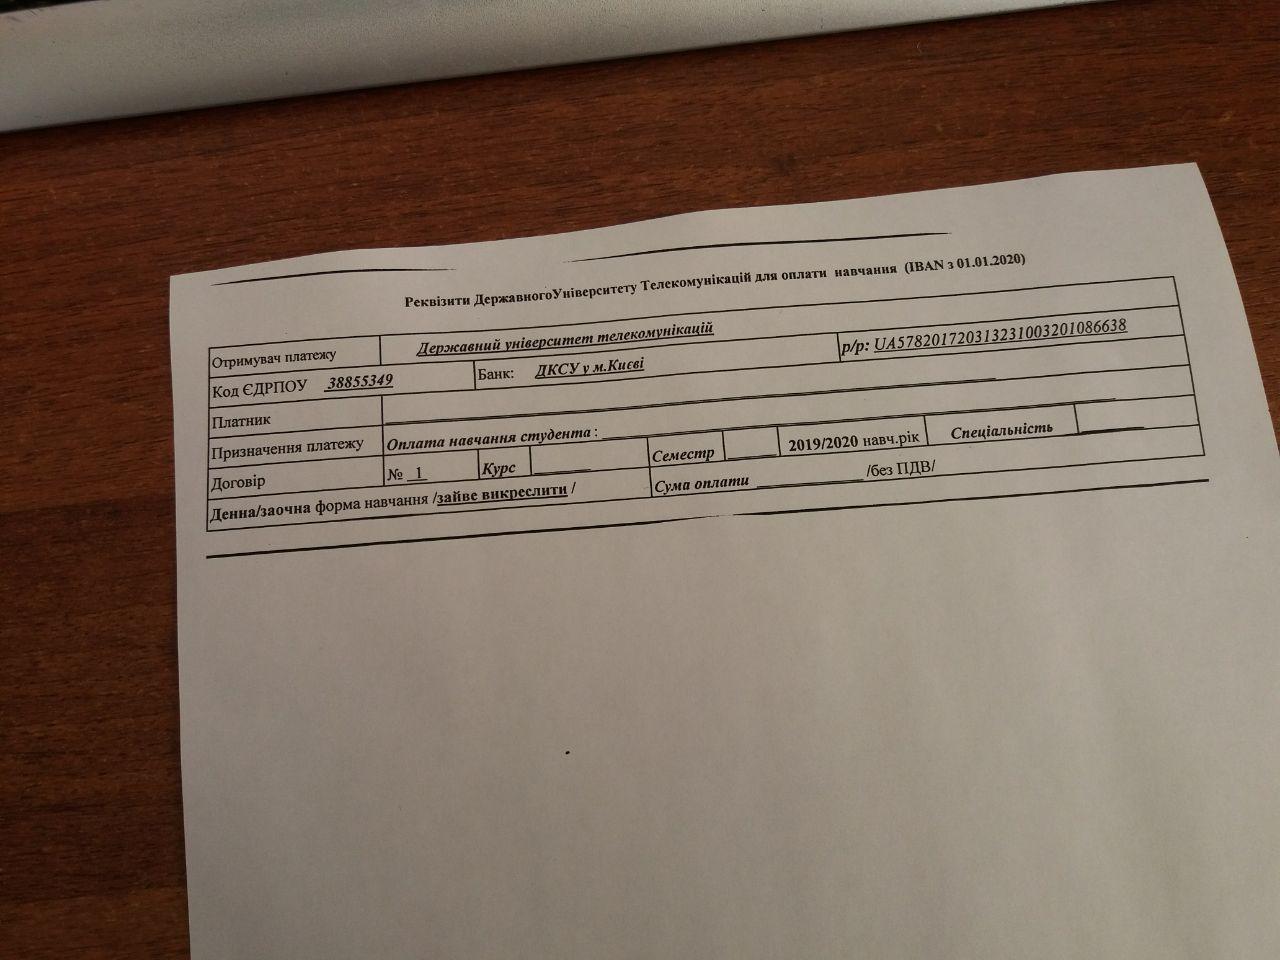 Реквізити ДержавногоУніверситету Телекомунікацій для оплати навчання (IBAN з 01.01.2020)
Отримувач платежу Державний університет телекомунікацій
Код ЄДРПОУ 38855349 Банк: ДКСУ у м.Києві р/р: UA578201720313231003201086638
Платник
Призначення платежу Оплата навчання студента :
Договір № 1 Курс Семестр 2019/2020 навч.рік Спеціальність
Денна/заочна форма навчання /зайве викреслити / Сума оплати /без ПДВ/